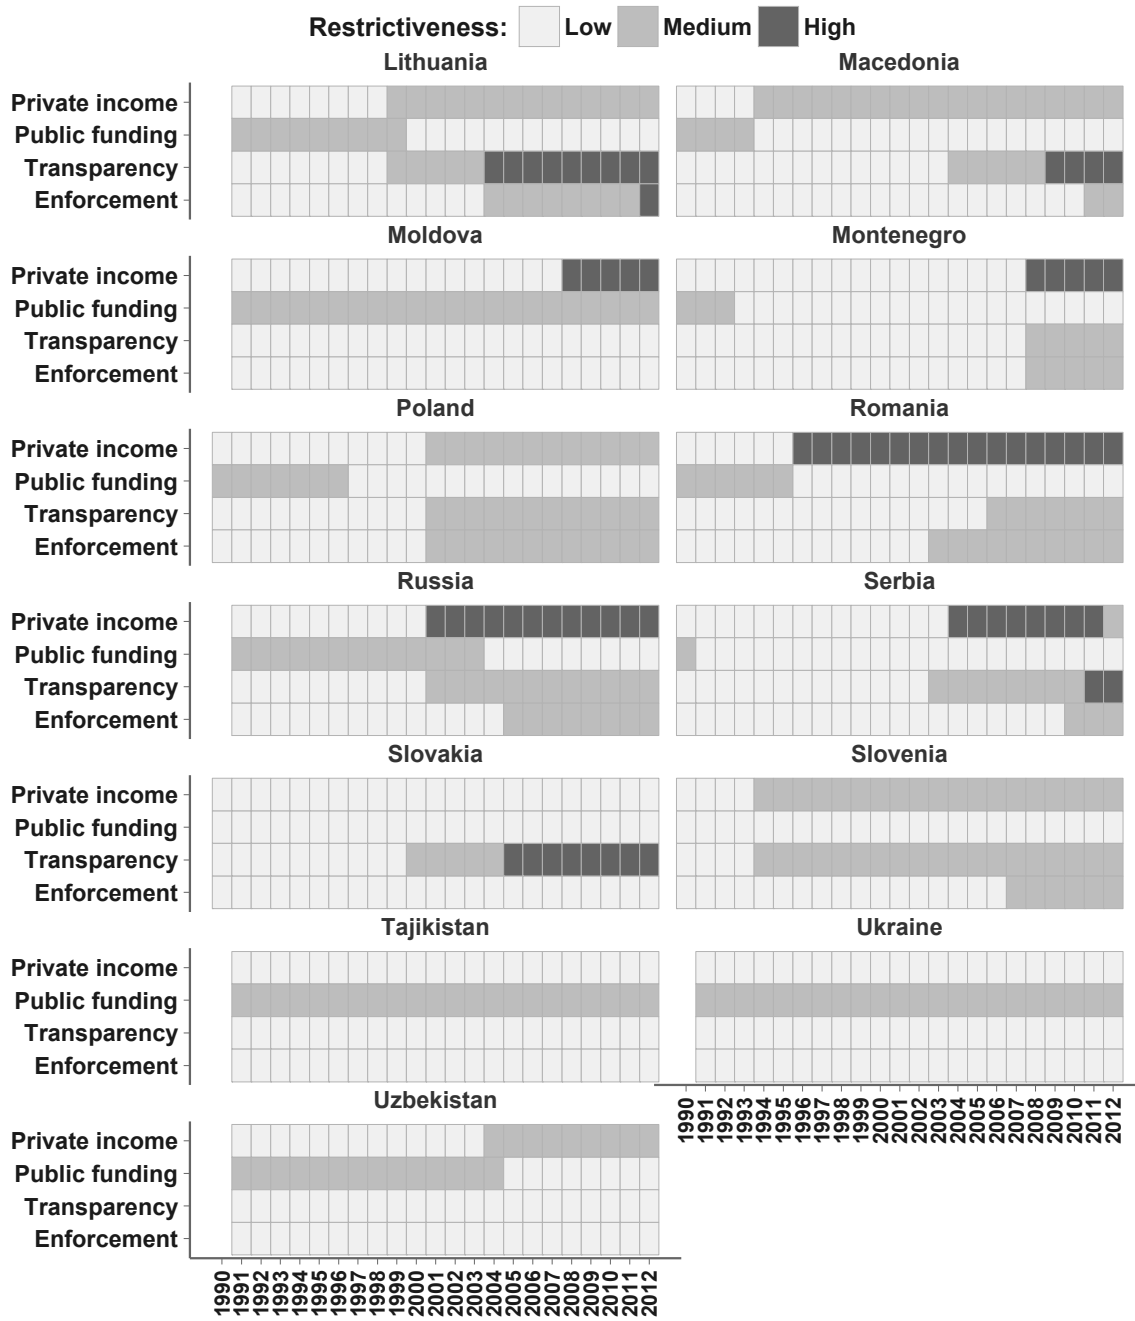 Restrictiveness: Low Medium High
Lithuania Macedonia
Private income
Public funding
Transparency
Enforcement
Moldova Montenegro
Private income
Public funding
Transparency
Enforcement
Poland Romania
Private income
Public funding
Transparency
Enforcement
Russia Serbia
Private income
Public funding
Transparency
Enforcement
Slovakia Slovenia
Private income
Public funding
Transparency
Enforcement
Tajikistan Ukraine
Private income
Public funding
Transparency
Enforcement
1990 1991 1992 1993 1994 1995 1996 1997 1998 1999 2000 2001 2002 2003 2004 2005 2006 2007 2008 2009 2010 2011 2012
Uzbekistan
Private income
Public funding
Transparency
Enforcement
1990 1991 1992 1993 1994 1995 1996 1997 1998 1999 2000 2001 2002 2003 2004 2005 2006 2007 2008 2009 2010 2011 2012